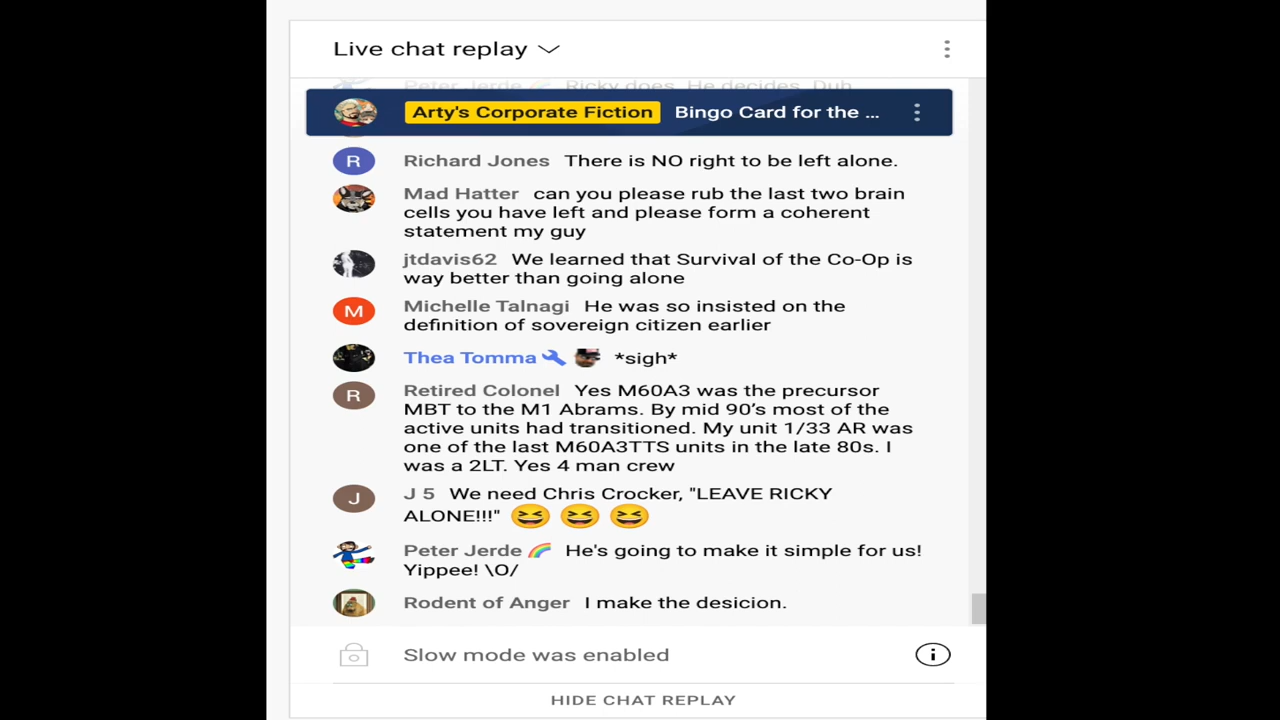 Live chat replay
Peter Jerde Ricky does. He decides. Duh
Arty's Corporate Fiction Bingo Card for the ...
R Richard Jones There is NO right to be left alone.
Mad Hatter can you please rub the last two brain
cells you have left and please form a coherent
statement my guy
jtdavis62 We learned that Survival of the Co-Op is
way better than going alone
M Michelle Talnagi He was so insisted on the
definition of sovereign citizen earlier
Thea Tomma *sigh*
R Retired Colonel Yes M60A3 was the precursor
MBT to the M1 Abrams. By mid 90's most of the
active units had transitioned. My unit 1/33 AR was
one of the last M60A3TTS units in the late 80s. I
was a 2LT. Yes 4 man crew
J J 5 We need Chris Crocker, "LEAVE RICKY
ALONE!!!" 😆 😆 😆
Peter Jerde 🌈 He's going to make it simple for us!
Yippee! \O/
Rodent of Anger I make the desicion.
Slow mode was enabled
HIDE CHAT REPLAY